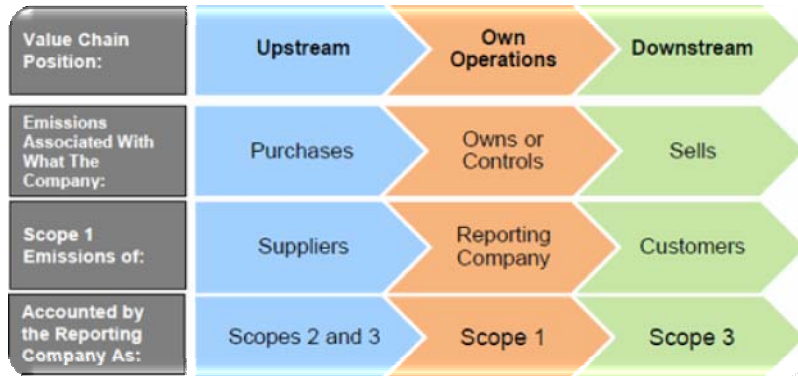 Value Chain
Position:
Upstream
Own
Operations
Downstream
Emissions
Associated With
What The
Company:
Purchases
Owns or
Controls
Sells
Scope 1
Emissions of:
Suppliers
Reporting
Company
Customers
Accounted by
the Reporting
Company As:
Scopes 2 and 3
Scope 1
Scope 3